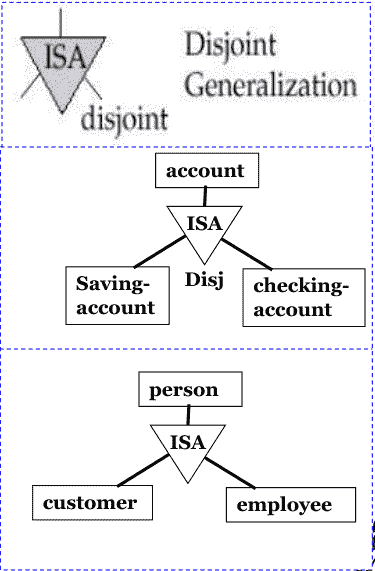 ISA
disjoint
Disjoint
Generalization
account
ISA
Disj
Saving-
account
checking-
account
person
ISA
customer
employee